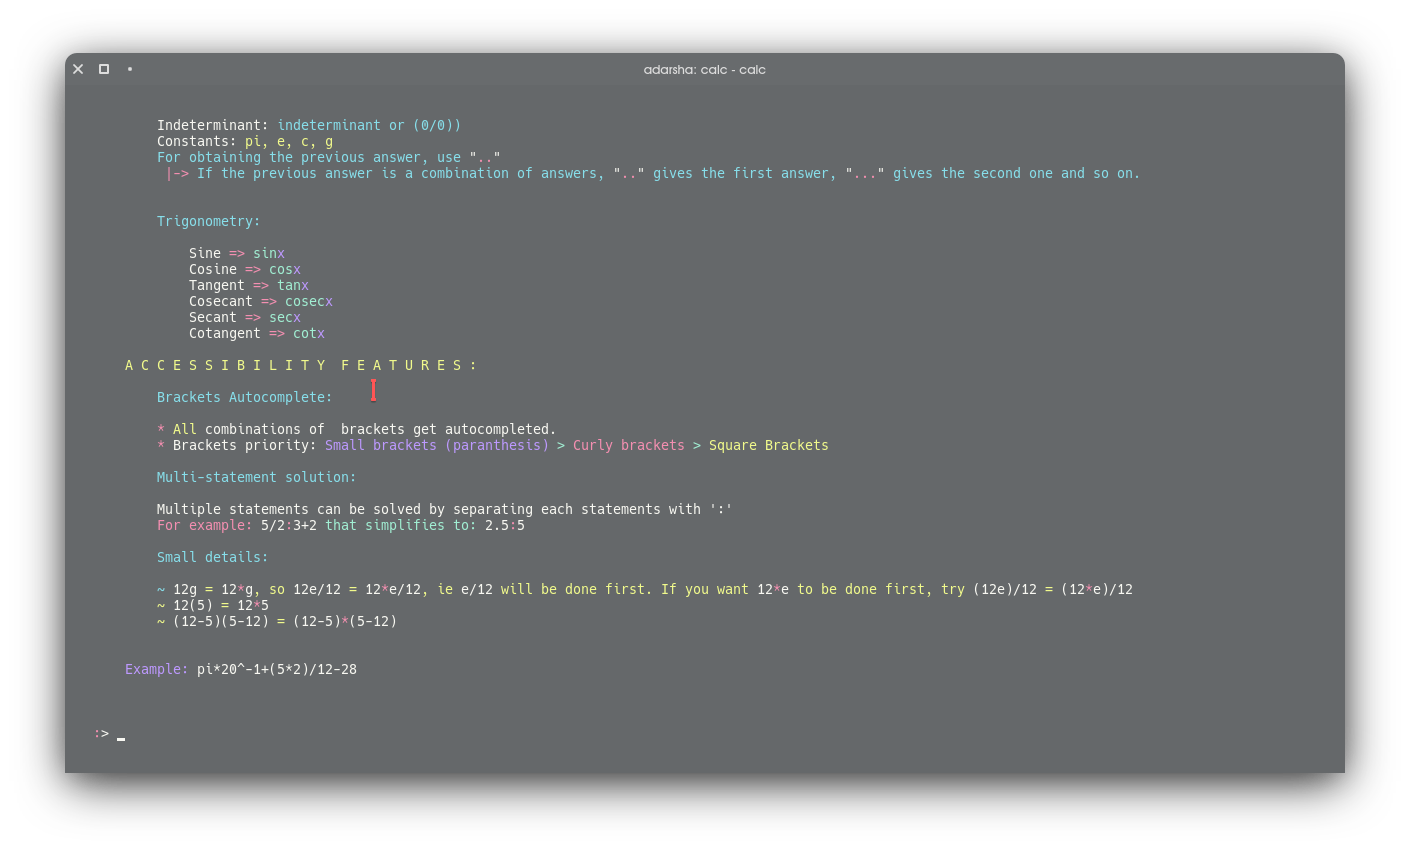 adarsha: calc - calc
Indeterminant: indeterminant or (0/0))
Constants: pi, e, c, g
For obtaining the previous answer, use ".."
|-> If the previous answer is a combination of answers, ".." gives the first answer, "..." gives the second one and so on.
Trigonometry:
Sine => sinx
Cosine => cosx
Tangent => tanx
Cosecant => cosecx
Secant => secx
Cotangent => cotx
A C C E S S I B I L I T Y  F E A T U R E S :
Brackets Autocomplete:
* All combinations of  brackets get autocompleted.
* Brackets priority: Small brackets (paranthesis) > Curly brackets > Square Brackets
Multi-statement solution:
Multiple statements can be solved by separating each statements with ':'
For example: 5/2:3+2 that simplifies to: 2.5:5
Small details:
~ 12g = 12*g, so 12e/12 = 12*e/12, ie e/12 will be done first. If you want 12*e to be done first, try (12e)/12 = (12*e)/12
~ 12(5) = 12*5
~ (12-5)(5-12) = (12-5)*(5-12)
Example: pi*20^-1+(5*2)/12-28
:> _